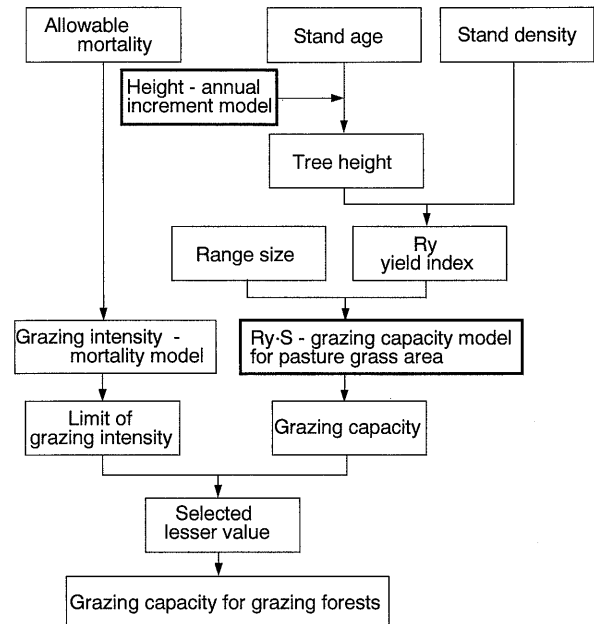 Allowable
mortality
Stand age
Stand density
Height - annual
increment model
Tree height
Range size
Ry
yield index
Grazing intensity -
mortality model
Ry·S - grazing capacity model
for pasture grass area
Limit of
grazing intensity
Grazing capacity
Selected
lesser value
Grazing capacity for grazing forests